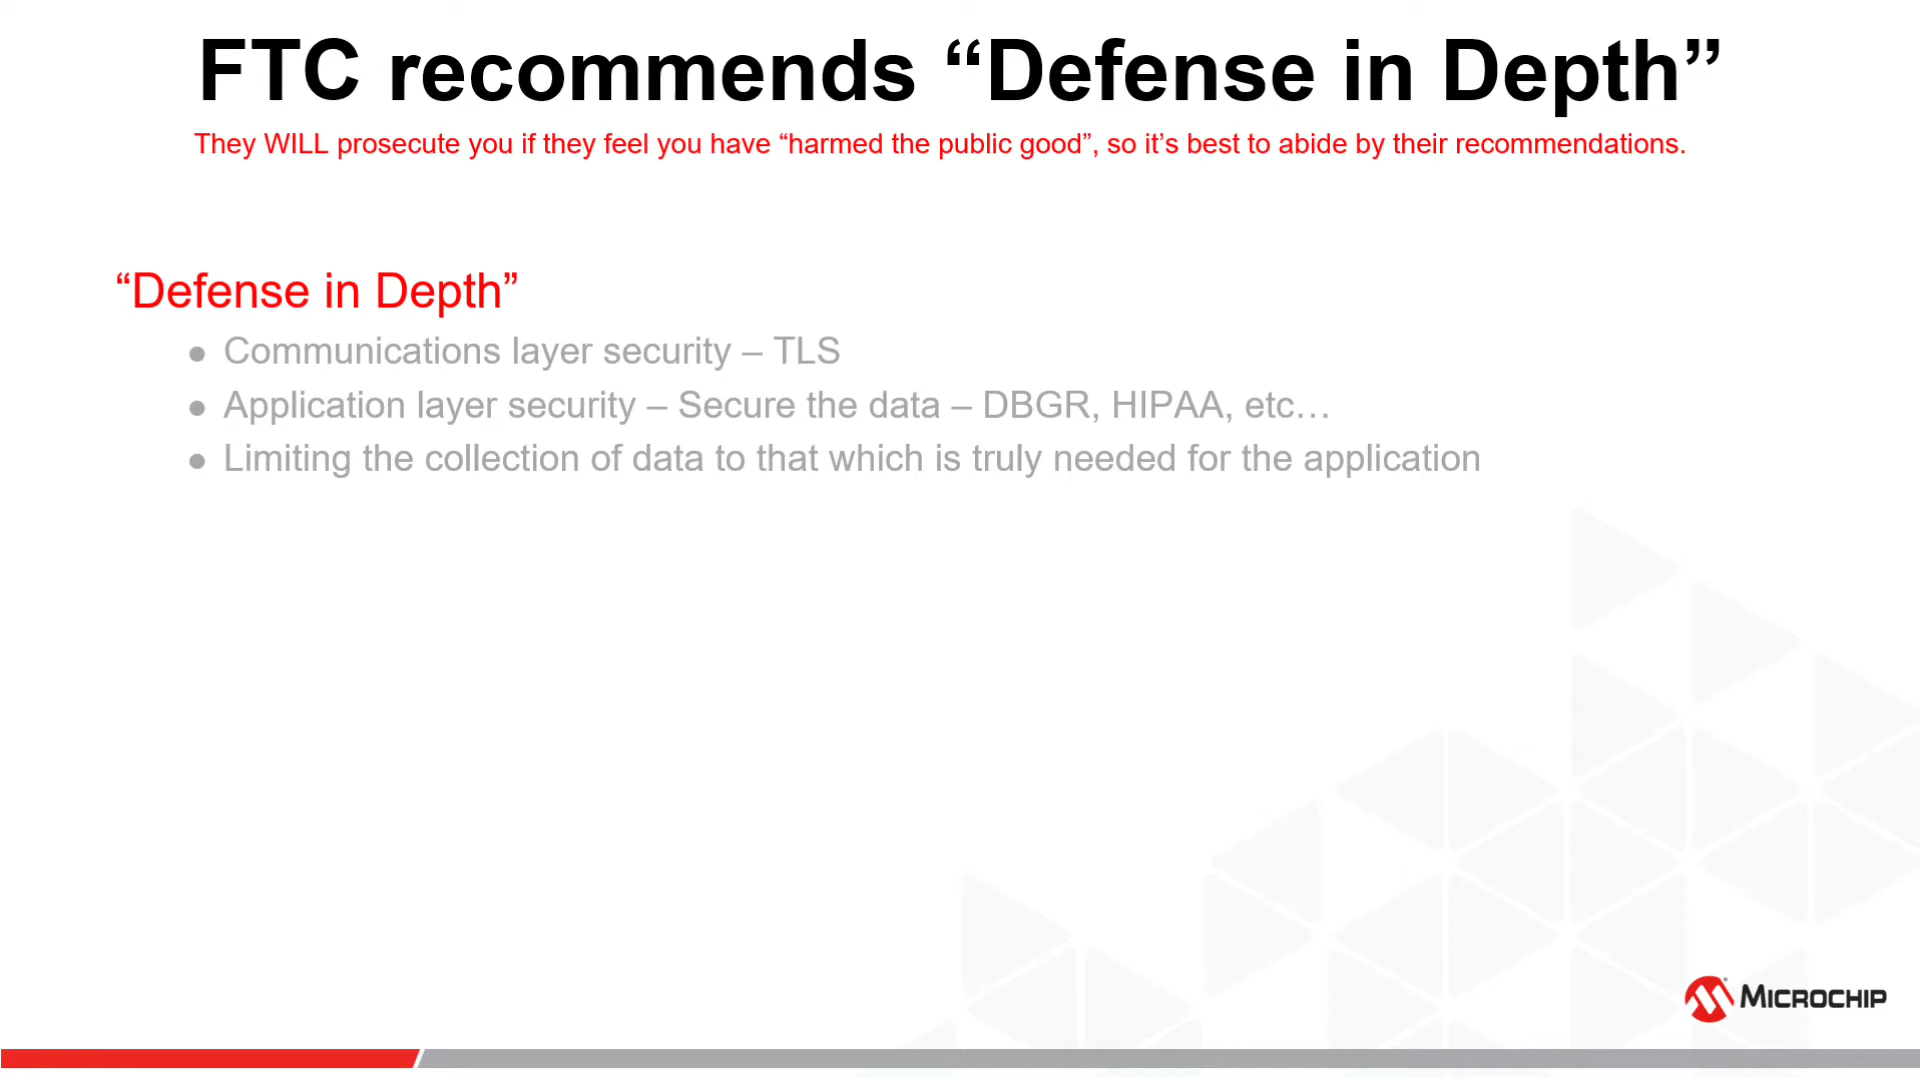 FTC recommends “Defense in Depth”
They WILL prosecute you if they feel you have “harmed the public good”, so it’s best to abide by their recommendations.
“Defense in Depth”
● Communications layer security – TLS
● Application layer security – Secure the data – DBGR, HIPAA, etc…
● Limiting the collection of data to that which is truly needed for the application
MICROCHIP